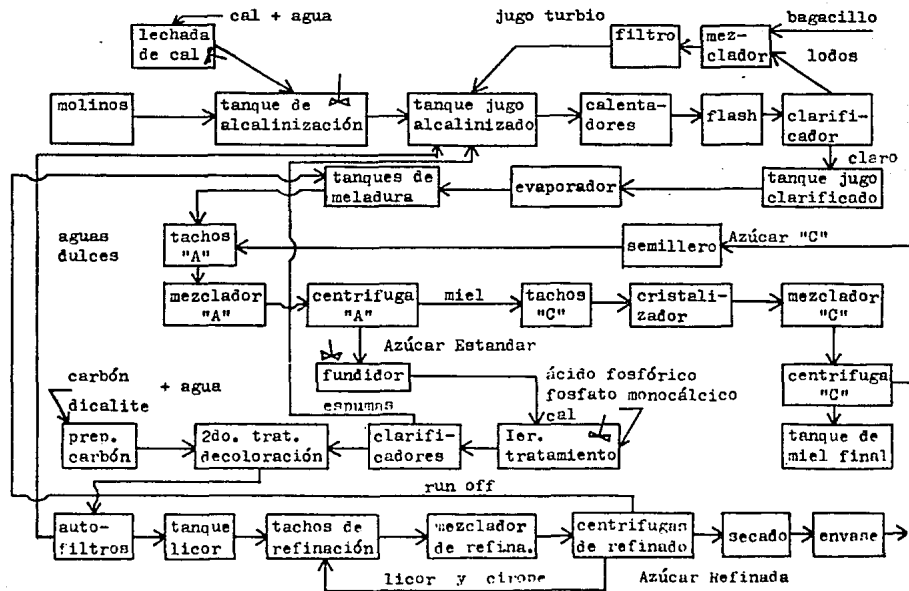 cal + agua
lechada
de cal
jugo turbio
filtro
mez-
clador
bagacillo
lodos
molinos
tanque de
alcalinización
tanque jugo
alcalinizado
calenta-
dores
flash
clarifi-
cador
claro
tanques de
meladura
evaporador
tanque jugo
clarificado
aguas
dulces
tachos
"A"
semillero
Azúcar "C"
mezclador
"A"
centrifuga
"A"
miel
tachos
"C"
cristali-
zador
mezclador
"C"
Azúcar Estandar
fundidor
centrifuga
"C"
carbón
+ agua
dicalite
espumas
ácido fosfórico
fosfato monocálcico
cal
prep.
carbón
2do. trat.
decoloración
clarifi-
cadores
Ier.
tratamiento
tanque de
miel final
run off
auto-
filtros
tanque
licor
tachos de
refinación
mezclador
de refina.
centrifugas
de refinado
secado
envase
licor y cirope
Azúcar Refinada